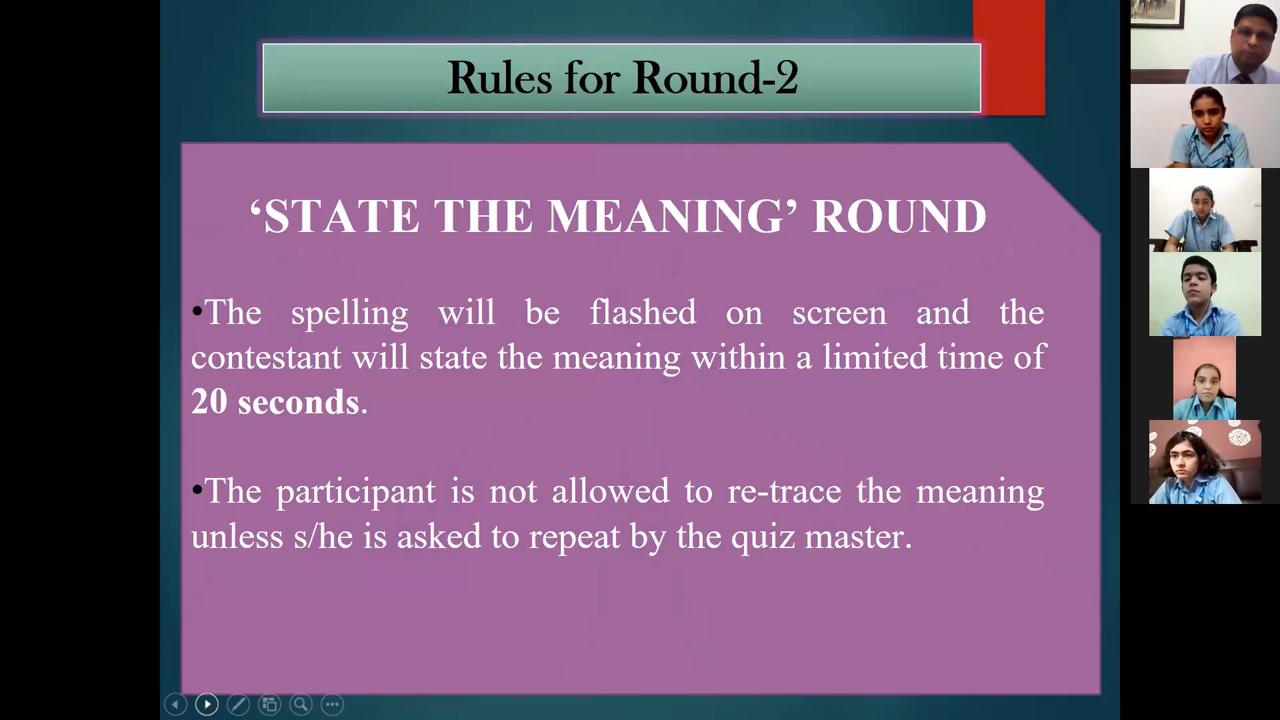 Rules for Round-2
‘STATE THE MEANING’ ROUND
•The spelling will be flashed on screen and the
contestant will state the meaning within a limited time of
20 seconds.
•The participant is not allowed to re-trace the meaning
unless s/he is asked to repeat by the quiz master.